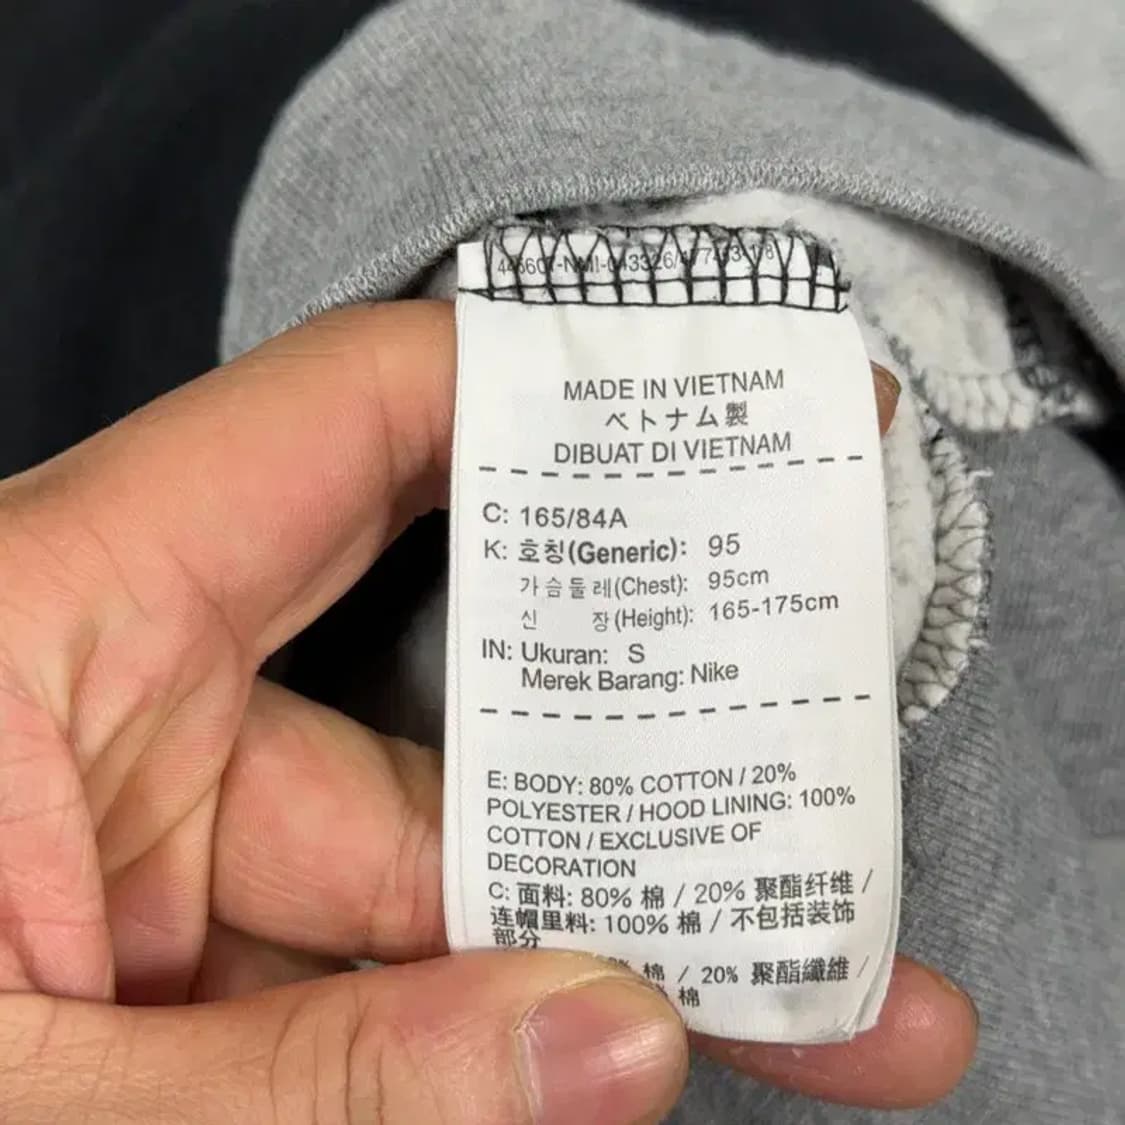 MADE IN VIETNAM
ベトナム製
DIBUAT DI VIETNAM
C: 165/84A
K: 호칭(Generic): 95
가슴둘레(Chest): 95cm
신 장(Height): 165-175cm
IN: Ukuran: S
Merek Barang: Nike
E: BODY: 80% COTTON / 20%
POLYESTER / HOOD LINING: 100%
COTTON / EXCLUSIVE OF
DECORATION
C: 面料: 80% 棉 / 20% 聚酯纤维 /
连帽里料: 100% 棉 / 不包括装饰
部分
% 棉 / 20% 聚酯纖維 /
棉